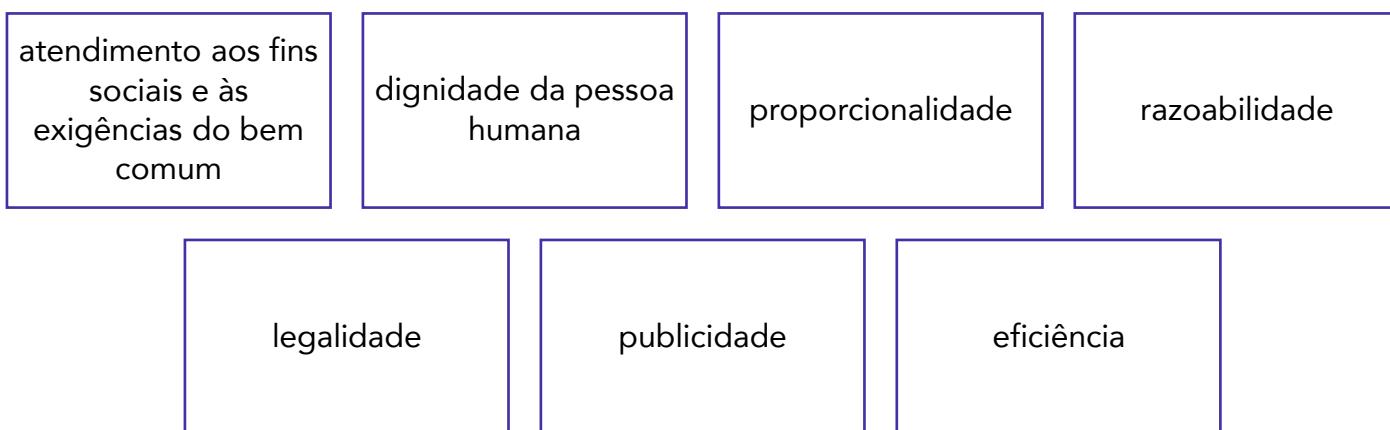 atendimento aos fins
sociais e às
exigências do bem
comum
dignidade da pessoa
humana
proporcionalidade
razoabilidade
legalidade
publicidade
eficiência